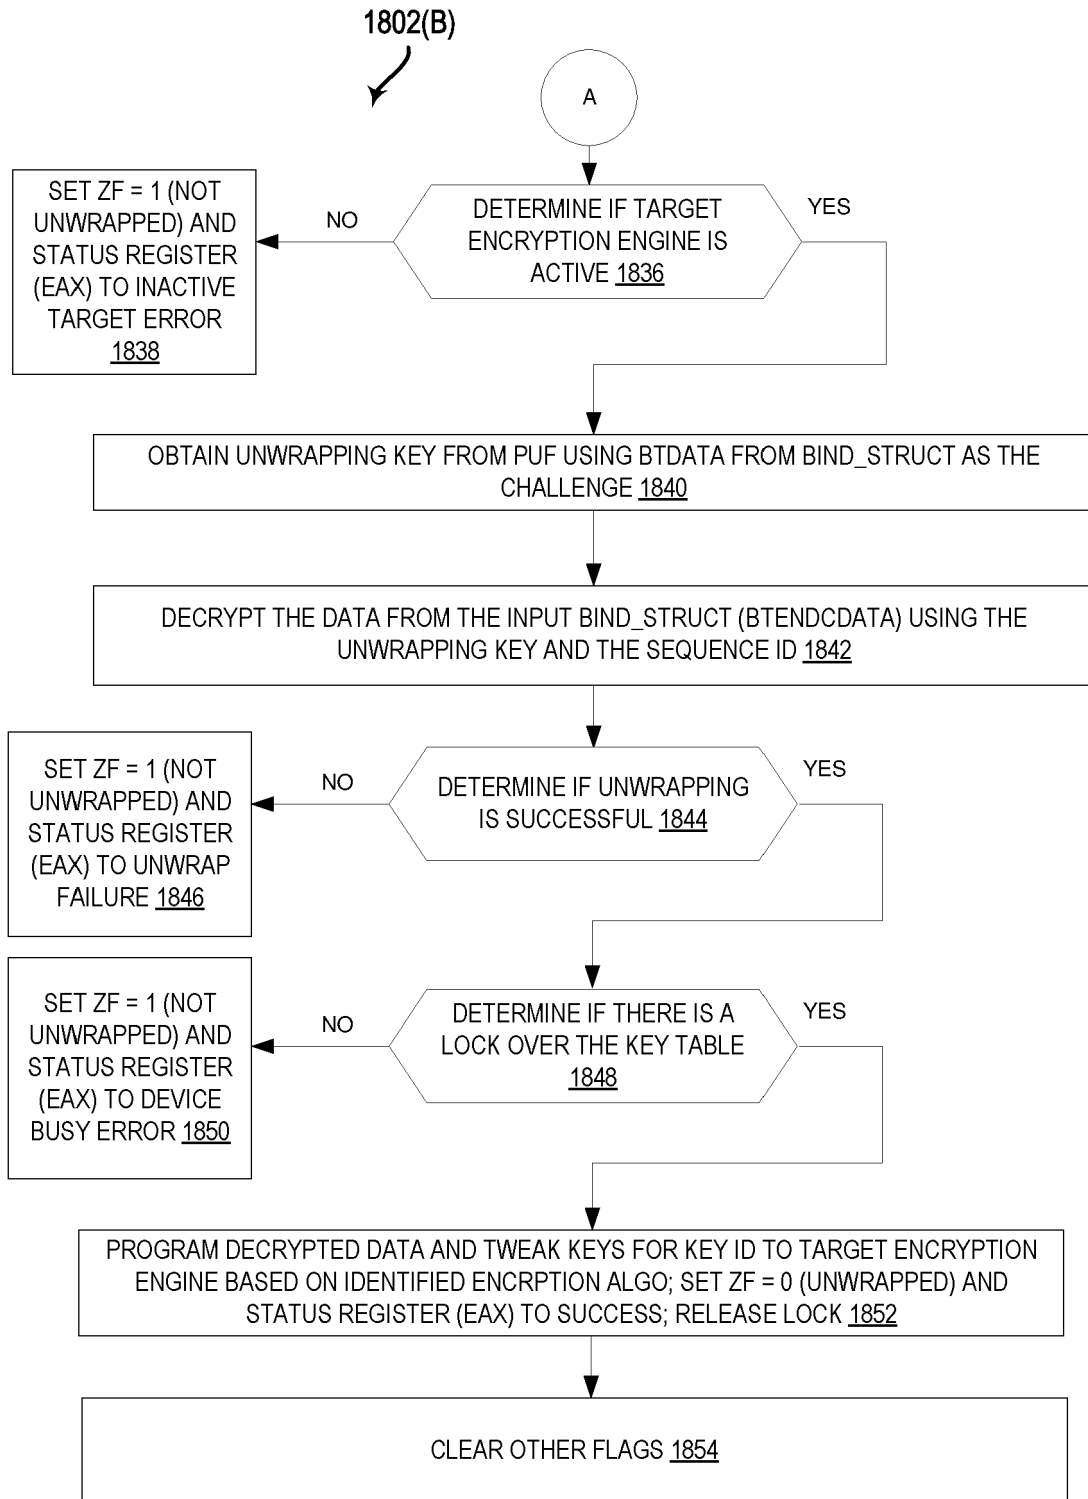 1802(B)
A
SET ZF = 1 (NOT
UNWRAPPED) AND
STATUS REGISTER
(EAX) TO INACTIVE
TARGET ERROR
1838
NO
DETERMINE IF TARGET
ENCRYPTION ENGINE IS
ACTIVE 1836
YES
OBTAIN UNWRAPPING KEY FROM PUF USING BTDATA FROM BIND_STRUCT AS THE
CHALLENGE 1840
DECRYPT THE DATA FROM THE INPUT BIND_STRUCT (BTENDCDATA) USING THE
UNWRAPPING KEY AND THE SEQUENCE ID 1842
SET ZF = 1 (NOT
UNWRAPPED) AND
STATUS REGISTER
(EAX) TO UNWRAP
FAILURE 1846
NO
DETERMINE IF UNWRAPPING
IS SUCCESSFUL 1844
YES
SET ZF = 1 (NOT
UNWRAPPED) AND
STATUS REGISTER
(EAX) TO DEVICE
BUSY ERROR 1850
NO
DETERMINE IF THERE IS A
LOCK OVER THE KEY TABLE
1848
YES
PROGRAM DECRYPTED DATA AND TWEAK KEYS FOR KEY ID TO TARGET ENCRYPTION
ENGINE BASED ON IDENTIFIED ENCRPTION ALGO; SET ZF = 0 (UNWRAPPED) AND
STATUS REGISTER (EAX) TO SUCCESS; RELEASE LOCK 1852
CLEAR OTHER FLAGS 1854